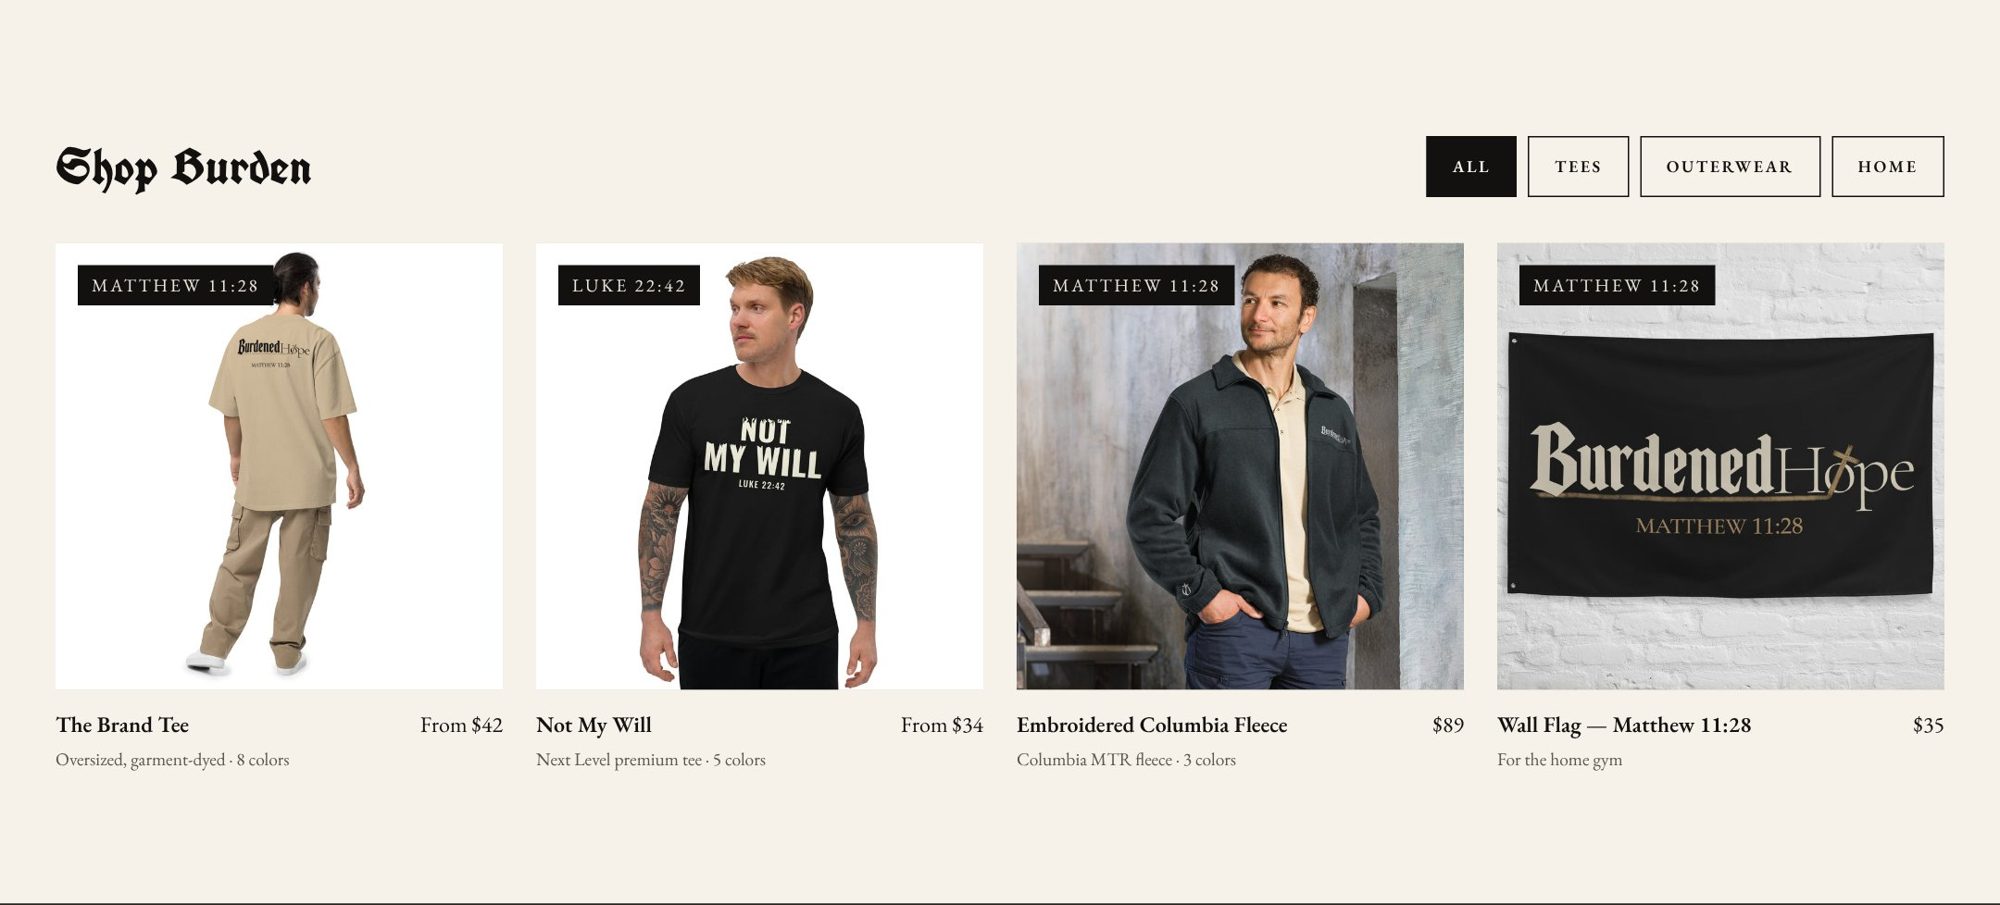 Shop Burden
ALL
TEES
OUTERWEAR
HOME
MATTHEW 11:28
BurdenedHope
MATTHEW 11:28
LUKE 22:42
NOT
MY WILL
LUKE 22:42
MATTHEW 11:28
MATTHEW 11:28
BurdenedHope
MATTHEW 11:28
The Brand Tee
From $42
Oversized, garment-dyed · 8 colors
Not My Will
From $34
Next Level premium tee · 5 colors
Embroidered Columbia Fleece
$89
Columbia MTR fleece · 3 colors
Wall Flag — Matthew 11:28
$35
For the home gym